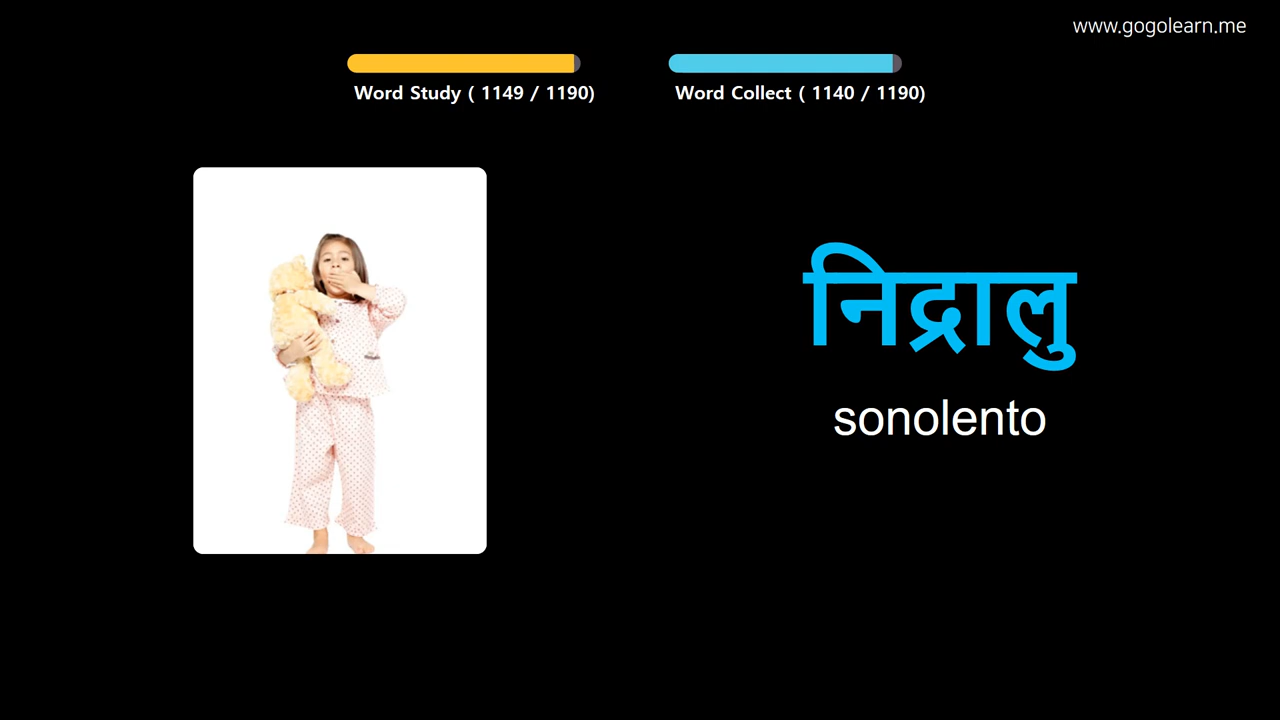 www.gogolearn.me
Word Study ( 1149 / 1190)
Word Collect ( 1140 / 1190)
निद्रालु
sonolento